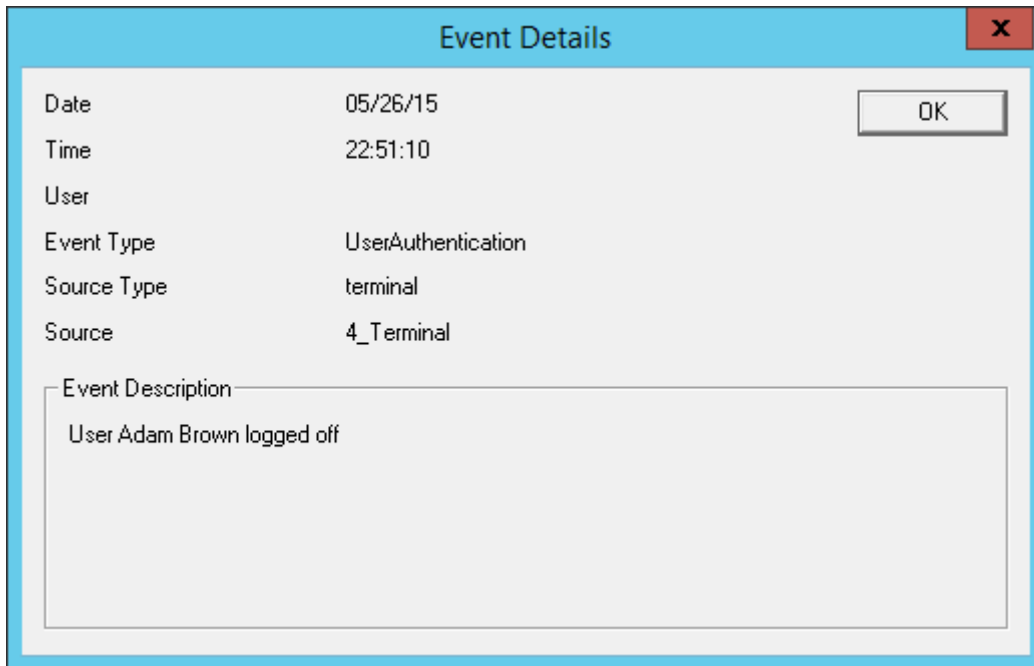 Event Details
x
Date 05/26/15
OK
Time 22:51:10
User
Event Type UserAuthentication
Source Type terminal
Source 4_Terminal
Event Description
User Adam Brown logged off